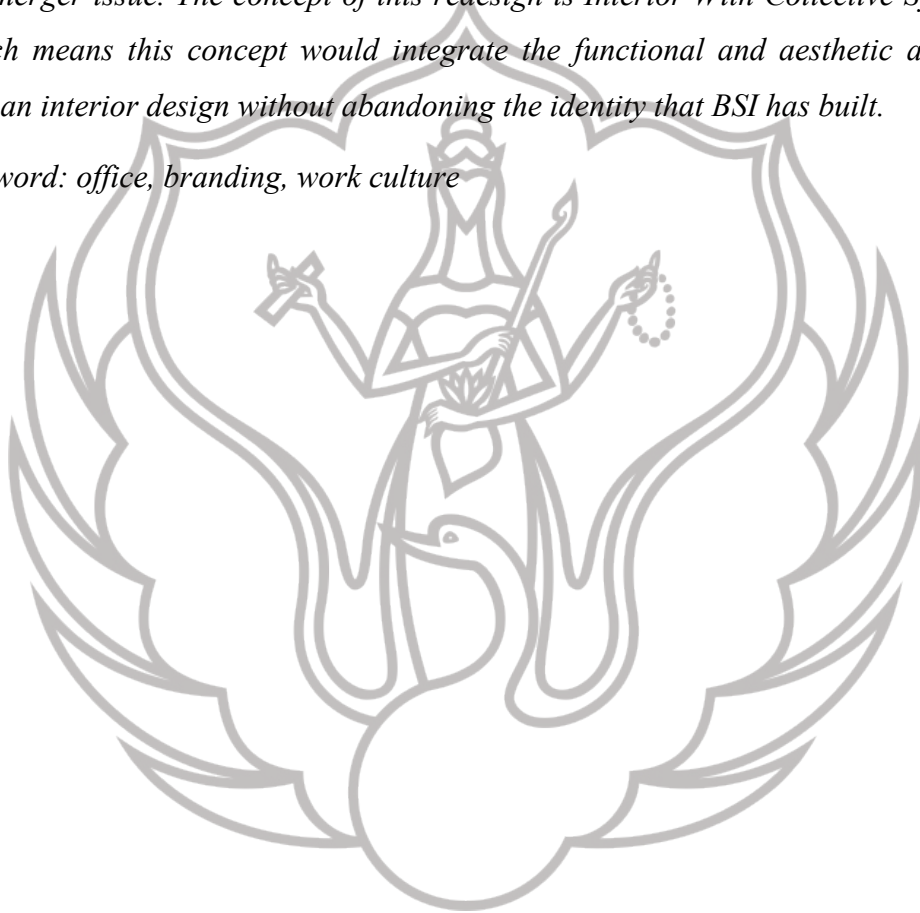 merger issue. The concept of this redesign is Interior With Collective
means this concept would integrate the functional and aesthetic
an interior design without abandoning the identity that BSI has built.
word: office, branding, work culture